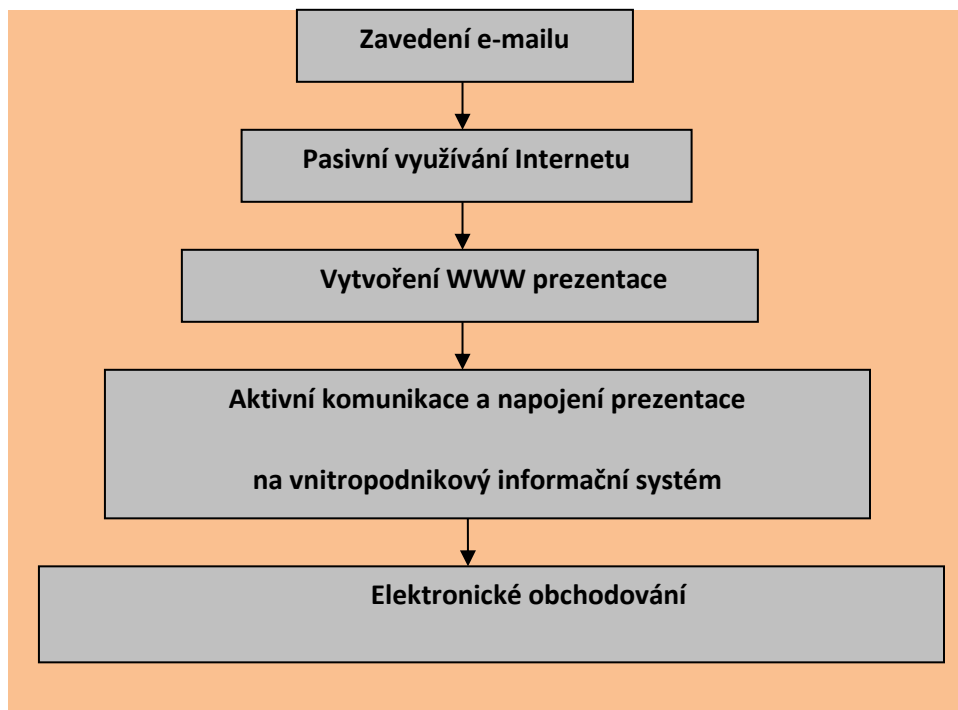 Zavedení e-mailu
Pasivní využívání Internetu
Vytvoření WWW prezentace
Aktivní komunikace a napojení prezentace
na vnitropodnikový informační systém
Elektronické obchodování